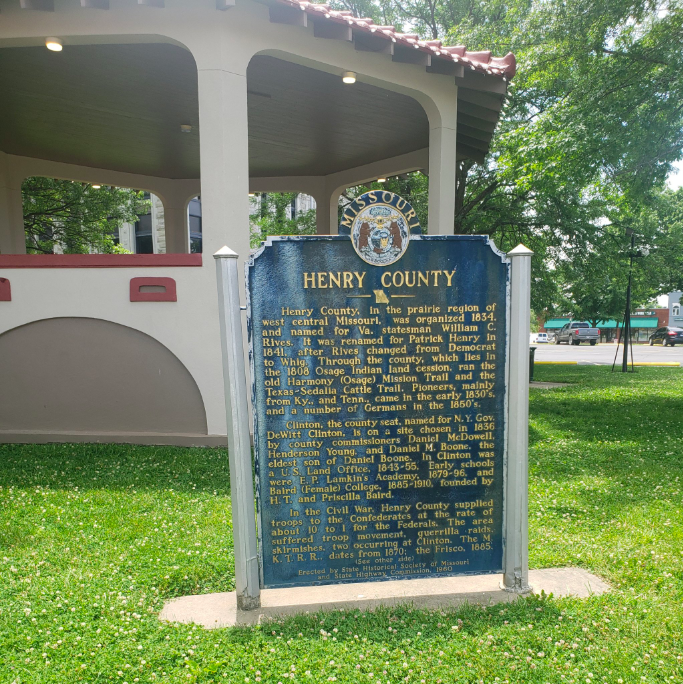 MISSOURI
HENRY COUNTY
Henry County, in the prairie region of
west central Missouri, was organized 1834,
and named for Va. statesman William C.
Rives. It was renamed for Patrick Henry in
1841, after Rives changed from Democrat
to Whig. Through the county, which lies in
the 1808 Osage Indian land cession, ran the
old Harmony (Osage) Mission Trail and the
Texas-Sedalia Cattle Trail. Pioneers, mainly
from Ky., and Tenn., came in the early 1830's,
and a number of Germans in the 1850's.
Clinton, the county seat, named for N.Y. Gov.
DeWitt Clinton, is on a site chosen in 1836
by county commissioners Daniel McDowell,
Henderson Young, and Daniel M. Boone, the
eldest son of Daniel Boone. In Clinton was
a U.S. Land Office, 1843-55. Early schools
were E.P. Lamkin's Academy, 1879-96, and
Baird (Female) College, 1885-1910, founded by
H.T. and Priscilla Baird.
In the Civil War, Henry County supplied
troops to the Confederates at the rate of
about 10 to 1 for the Federals. The area
suffered troop movement, guerrilla raids,
skirmishes, two occurring at Clinton. The M.
K.T. R.R., dates from 1870; the Frisco, 1885.
(See other side)
Erected by State Historical Society of Missouri
and State Highway Commission, 1960